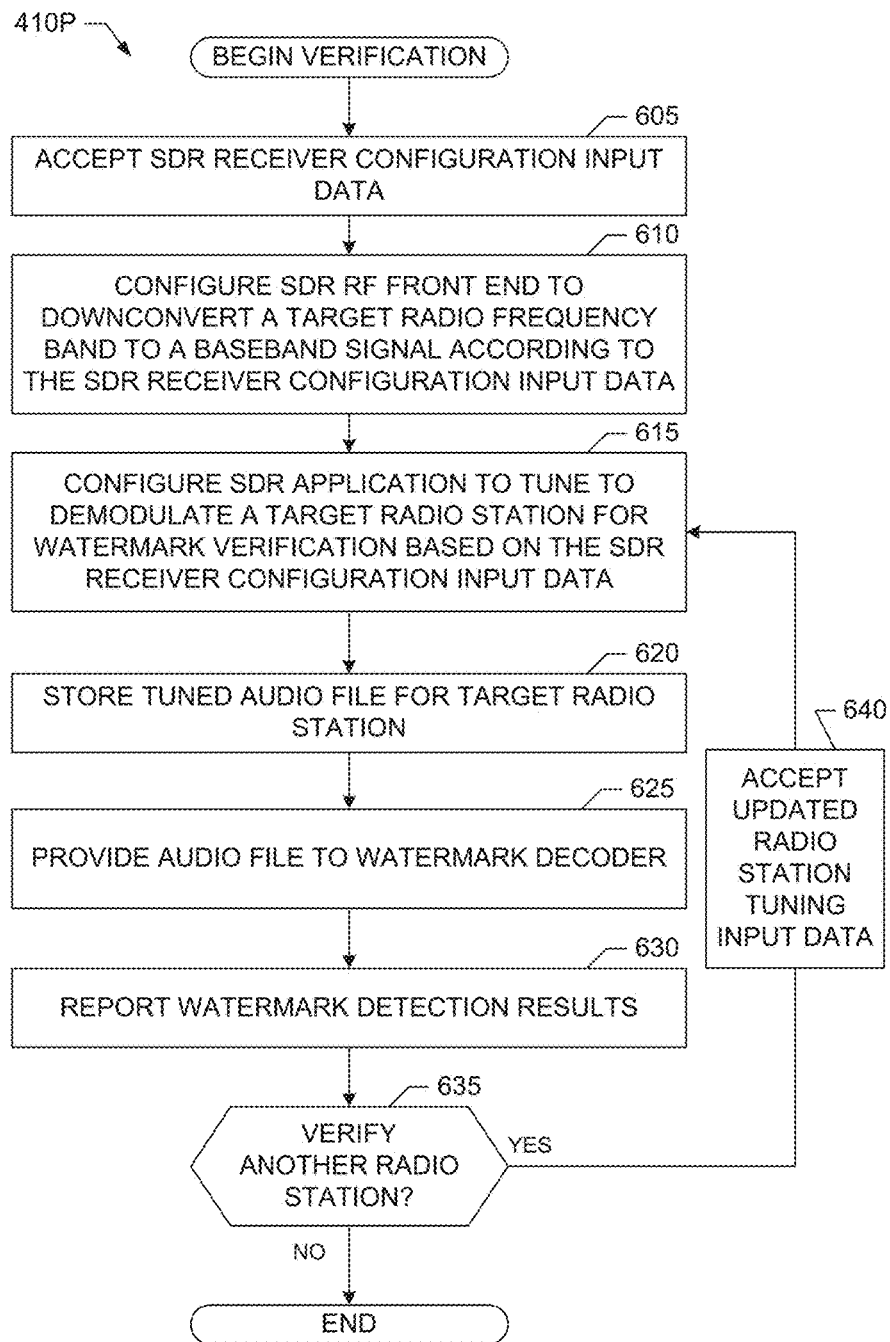 410P
BEGIN VERIFICATION
605
ACCEPT SDR RECEIVER CONFIGURATION INPUT
DATA
610
CONFIGURE SDR RF FRONT END TO
DOWNCONVERT A TARGET RADIO FREQUENCY
BAND TO A BASEBAND SIGNAL ACCORDING TO
THE SDR RECEIVER CONFIGURATION INPUT DATA
615
CONFIGURE SDR APPLICATION TO TUNE TO
DEMODULATE A TARGET RADIO STATION FOR
WATERMARK VERIFICATION BASED ON THE SDR
RECEIVER CONFIGURATION INPUT DATA
620
STORE TUNED AUDIO FILE FOR TARGET RADIO
STATION
640
ACCEPT
UPDATED
RADIO
STATION
TUNING
INPUT DATA
625
PROVIDE AUDIO FILE TO WATERMARK DECODER
630
REPORT WATERMARK DETECTION RESULTS
635
VERIFY
ANOTHER RADIO
STATION?
YES
NO
END